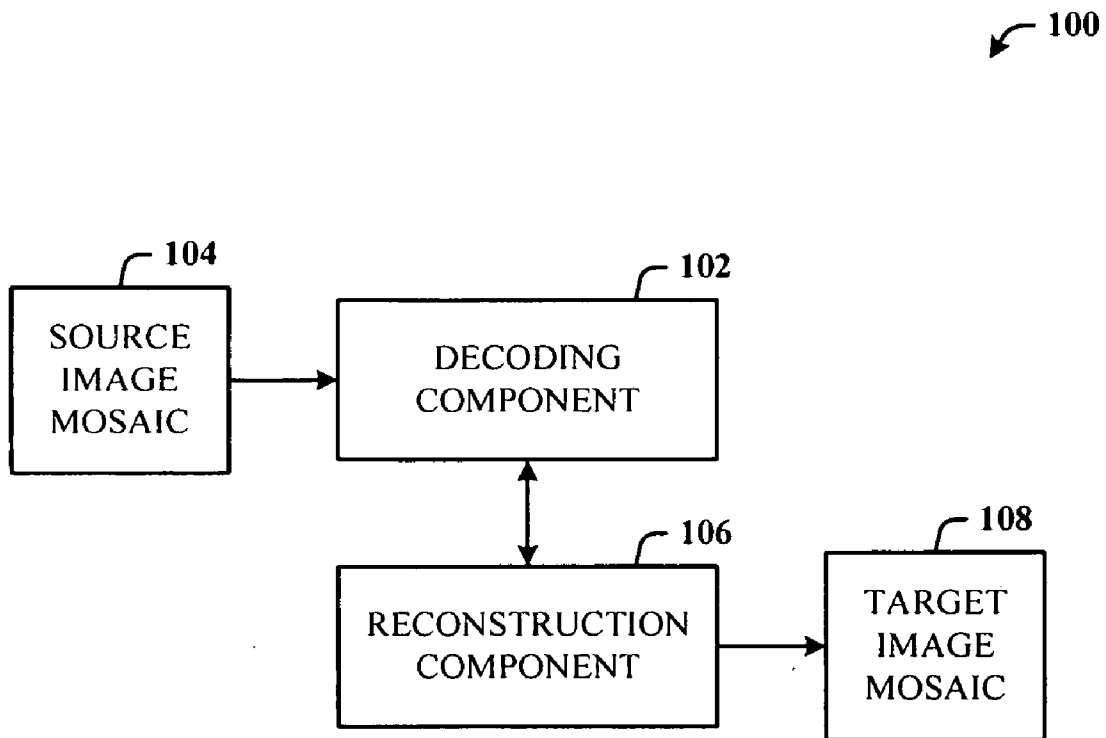 100
104
SOURCE
IMAGE
MOSAIC
102
DECODING
COMPONENT
106
RECONSTRUCTION
COMPONENT
108
TARGET
IMAGE
MOSAIC